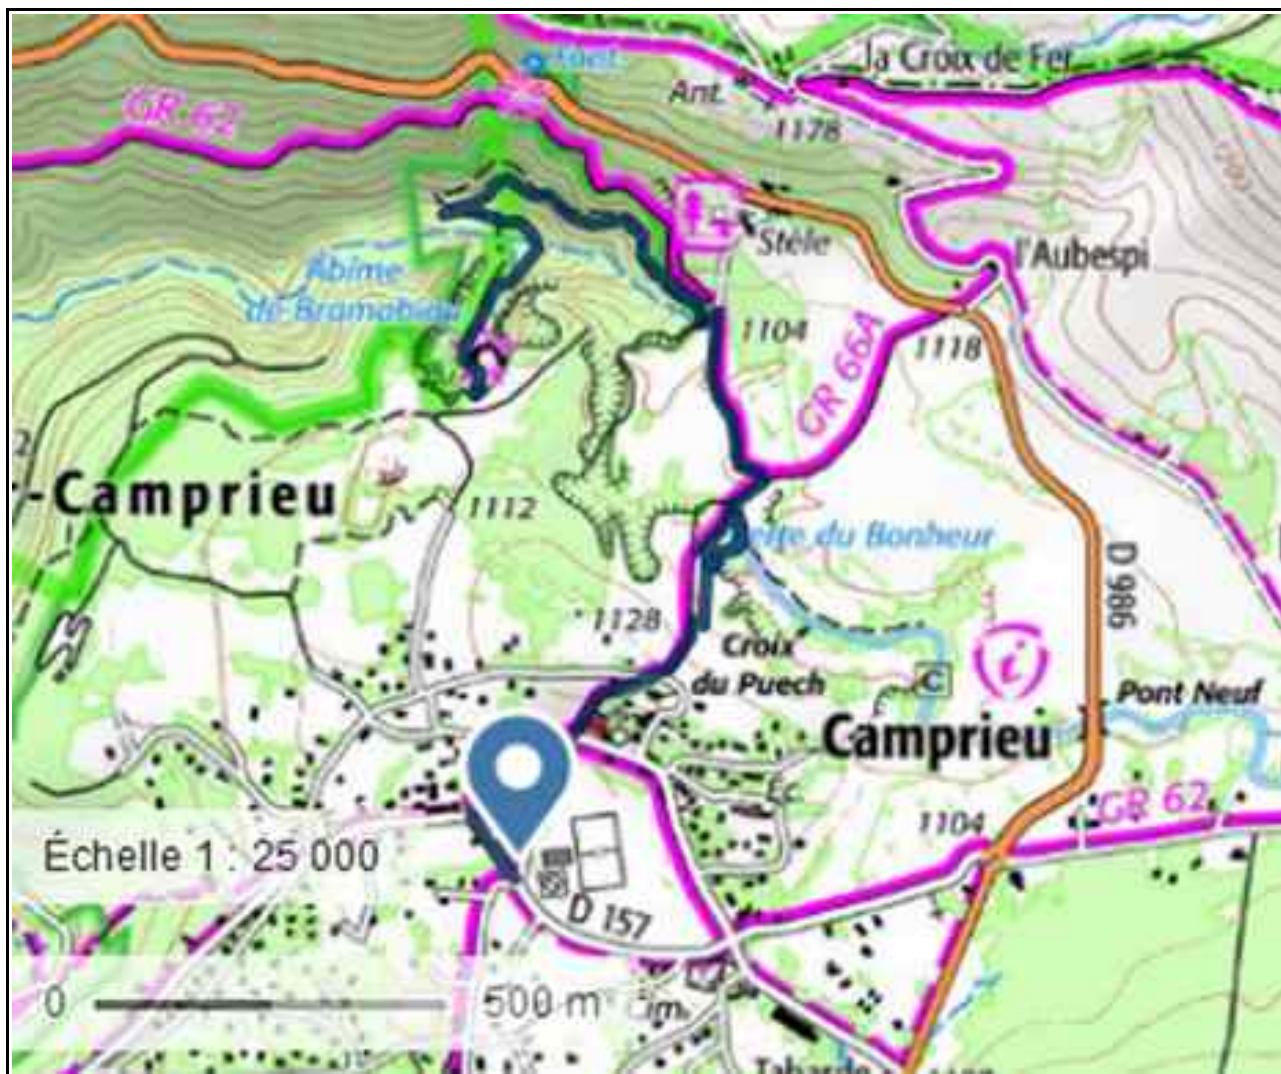 la Croix de Fer
GR 62
Ant.
1178
Stèle
l'Aubespi
Abime
de Bramabiau
1104
1118
GR 66A
-Camprieu
1112
du Bonheur
D 986
1128
Croix
du Puech
Pont Neuf
Camprieu
GR 62
1104
Échelle 1 : 25 000
D 157
0 500 m